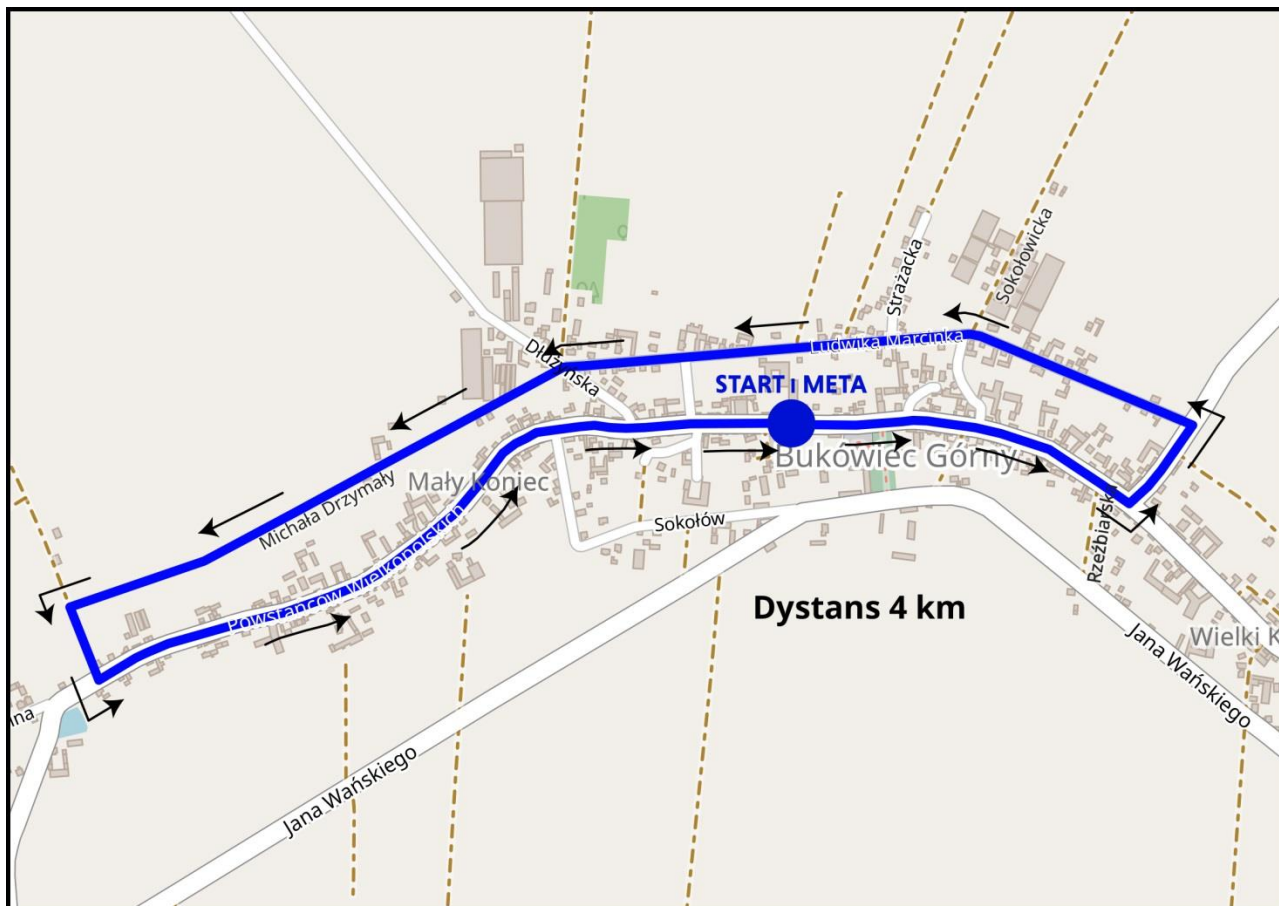 Sokołowicka
Strażacka
Ludwika Marcinka
Dłużyńska
START i META
Bukówiec Górny
Mały Koniec
Michała Drzymały
Sokołów
Powstańców Wielkopolskich
Rzeźbiarska
Dystans 4 km
Wielki K
Jana Wańskiego
nna
Jana Wańskiego